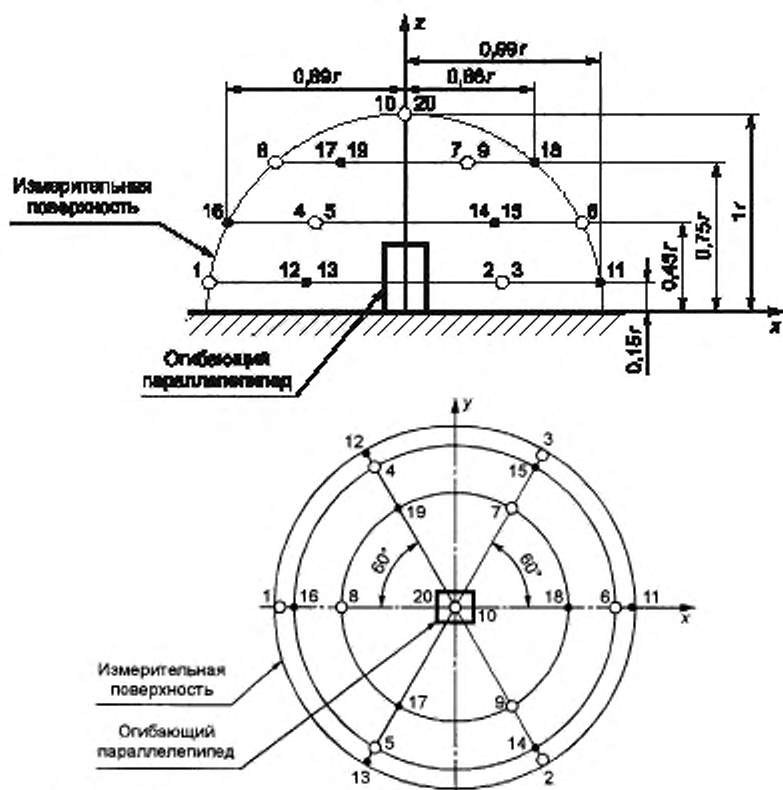 z
0,99r
0,89r
0,66r
10 20
8
17 19
7 9
18
Измерительная
поверхность
16
4 5
14 15
6
1
12 13
2 3
11
0,15r
0,45r
0,75r
1r
x
Огибающий
параллелепипед
y
12
3
4
15
19
7
60°
60°
1
16
8
20
10
18
6
11
x
Измерительная
поверхность
17
9
Огибающий
параллелепипед
5
14
13
2